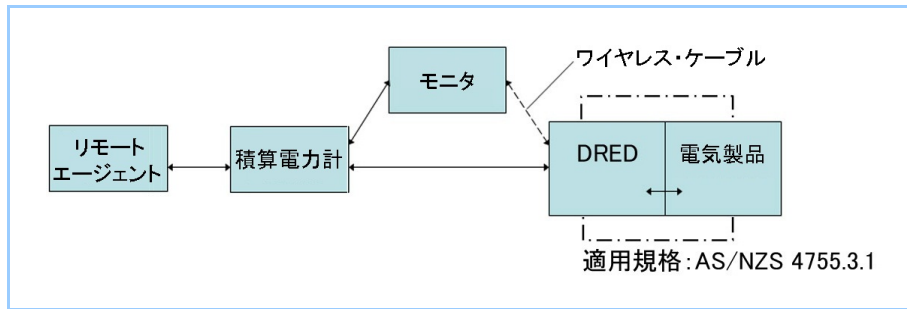 ワイヤレス・ケーブル
モニタ
リモート
エージェント
積算電力計
DRED
電気製品
適用規格:AS/NZS 4755.3.1